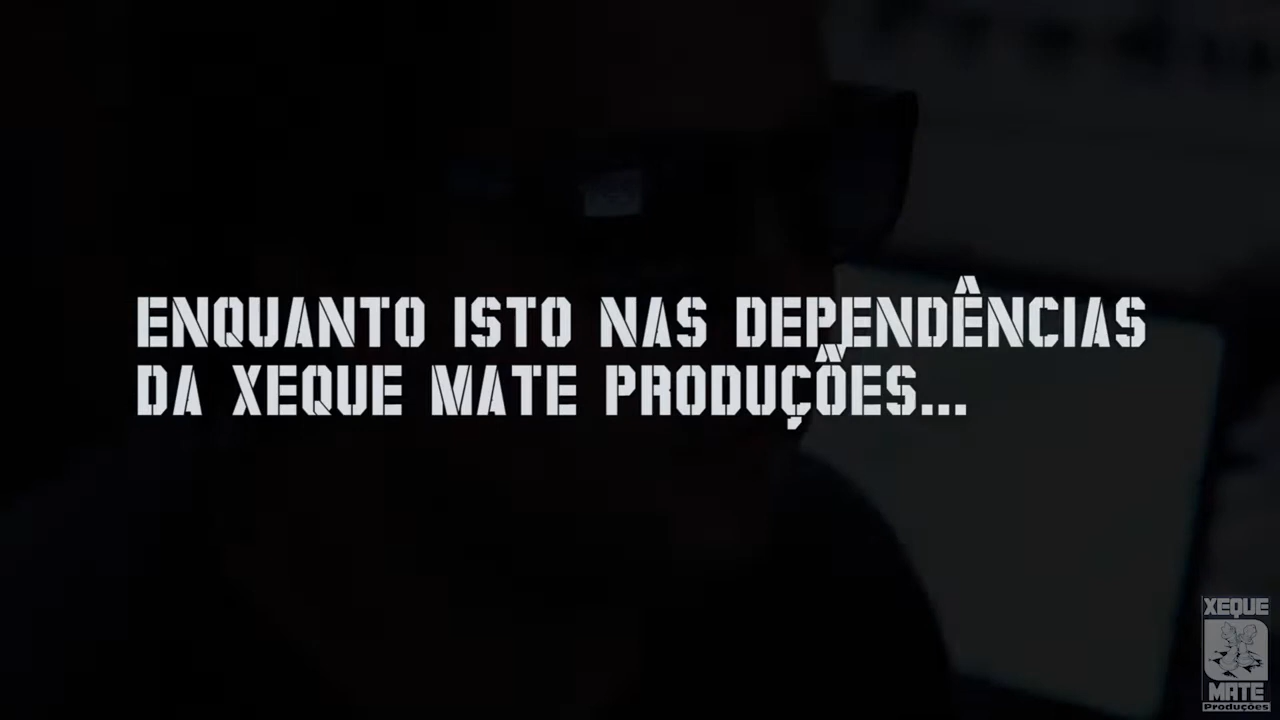 ENQUANTO ISTO NAS DEPENDÊNCIAS
DA XEQUE MATE PRODUÇÕES...
XEQUE
MATE
Produções